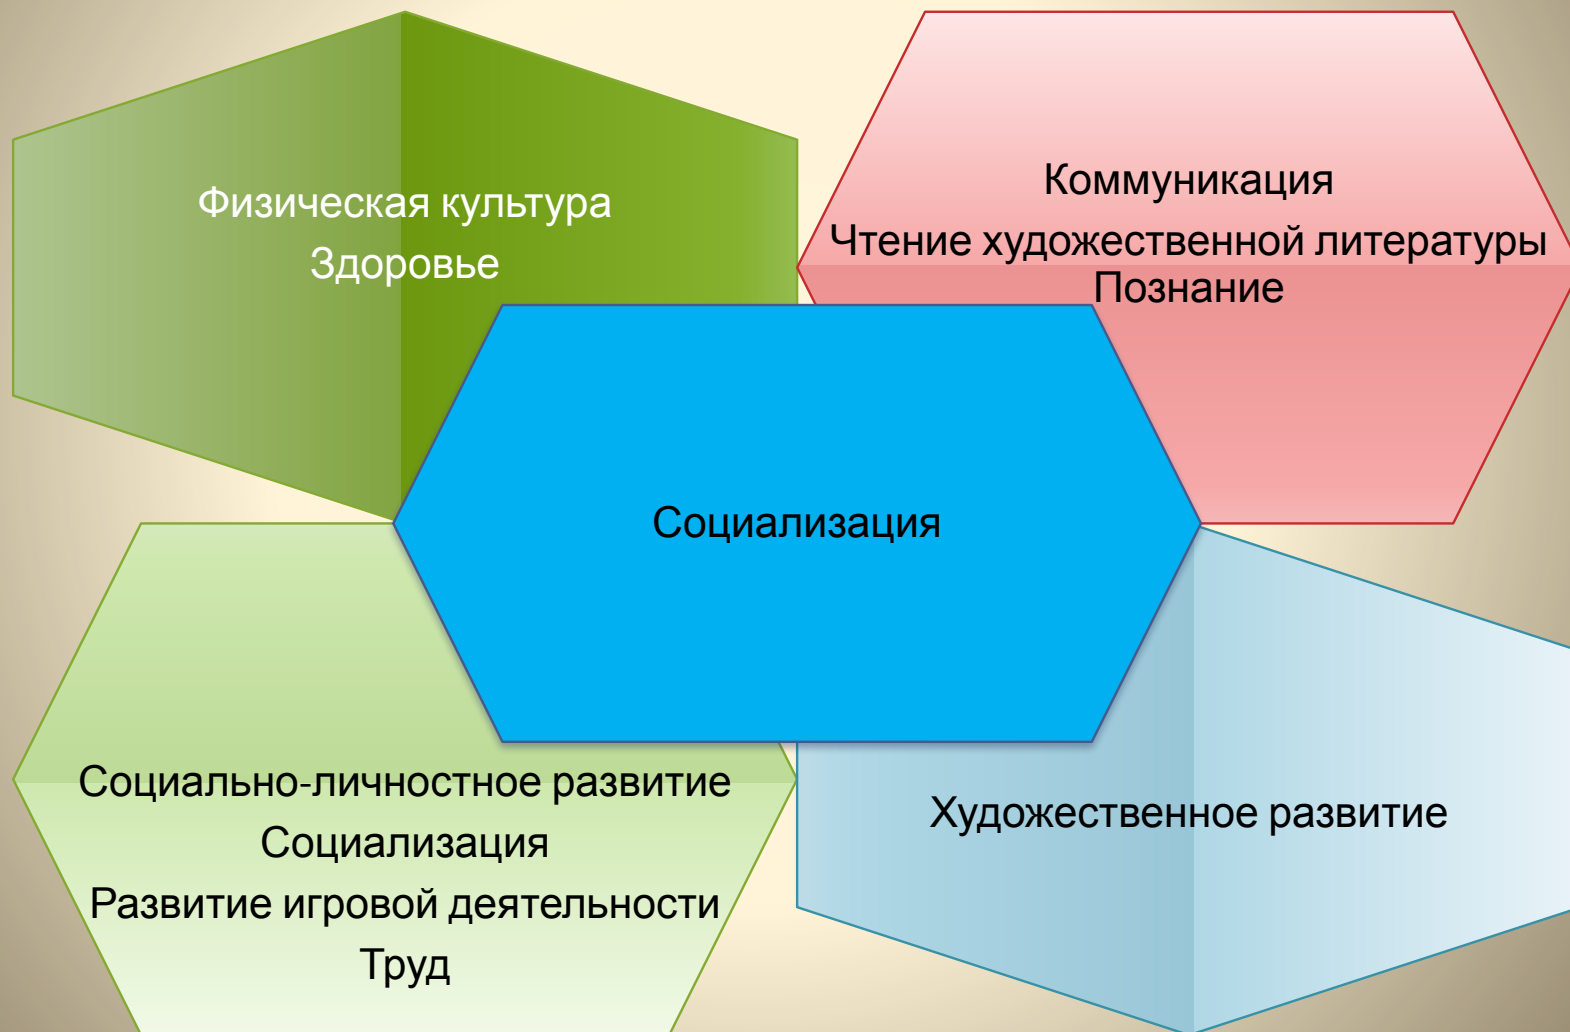 Физическая культура
Здоровье
Коммуникация
Чтение художественной литературы
Познание
Социализация
Социально-личностное развитие
Социализация
Развитие игровой деятельности
Труд
Художественное развитие